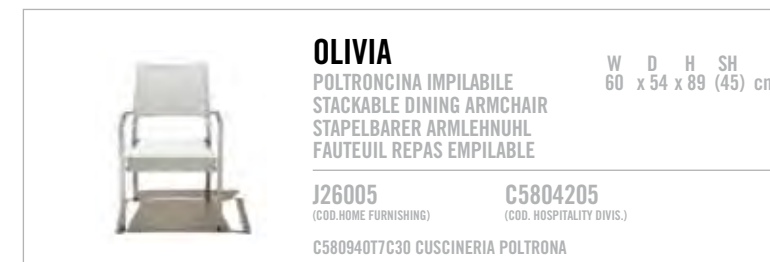 OLIVIA
POLTRONCINA IMPILABILE
STACKABLE DINING ARMCHAIR
STAPELBARER ARMLEHNUHL
FAUTEUIL REPAS EMPILABLE
W D H SH
60 x 54 x 89 (45) cm
J26005 C5804205
(COD.HOME FURNISHING) (COD. HOSPITALITY DIVIS.)
C580940T7C30 CUSCINERIA POLTRONA